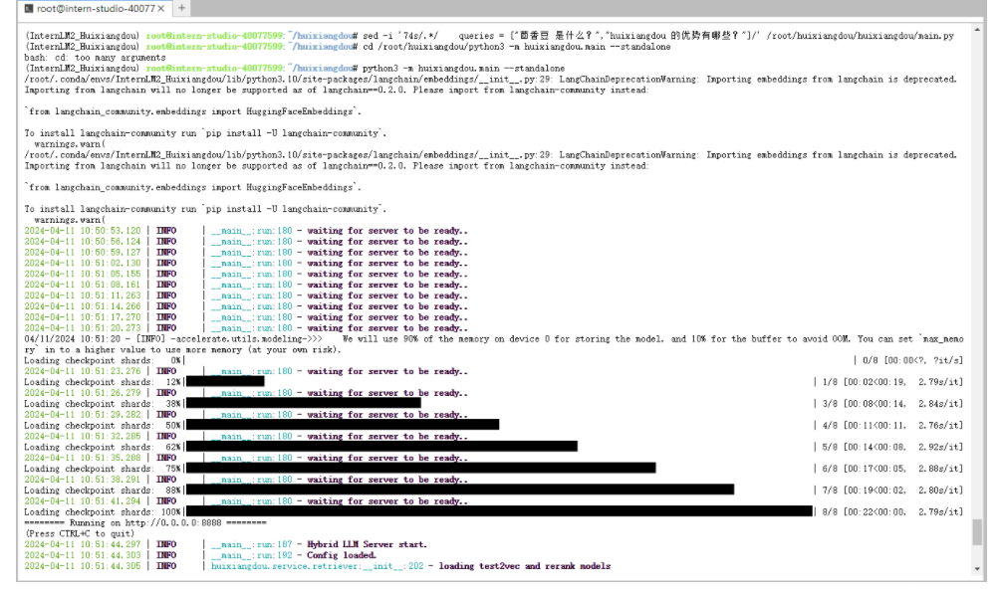 root@intern-studio-40077 × +
(InternLM2_Huixiangdou) root@intern-studio-40077599:~/huixiangdou# sed -i '74s/.*/    queries = ["茴香豆 是什么？","huixiangdou 的优势有哪些？"]/' /root/huixiangdou/huixiangdou/main.py
(InternLM2_Huixiangdou) root@intern-studio-40077599:~/huixiangdou# cd /root/huixiangdou/python3 -m huixiangdou.main --standalone
bash: cd: too many arguments
(InternLM2_Huixiangdou) root@intern-studio-40077599:~/huixiangdou# python3 -m huixiangdou.main --standalone
/root/.conda/envs/InternLM2_Huixiangdou/lib/python3.10/site-packages/langchain/embeddings/__init__.py:29: LangChainDeprecationWarning: Importing embeddings from langchain is deprecated.
Importing from langchain will no longer be supported as of langchain==0.2.0. Please import from langchain-community instead:
`from langchain_community.embeddings import HuggingFaceEmbeddings`.
To install langchain-community run `pip install -U langchain-community`.
warnings.warn(
/root/.conda/envs/InternLM2_Huixiangdou/lib/python3.10/site-packages/langchain/embeddings/__init__.py:29: LangChainDeprecationWarning: Importing embeddings from langchain is deprecated.
Importing from langchain will no longer be supported as of langchain==0.2.0. Please import from langchain-community instead:
`from langchain_community.embeddings import HuggingFaceEmbeddings`.
To install langchain-community run `pip install -U langchain-community`.
warnings.warn(
2024-04-11 10:50:53.120 | INFO | __main__:run:180 - waiting for server to be ready..
2024-04-11 10:50:56.124 | INFO | __main__:run:180 - waiting for server to be ready..
2024-04-11 10:50:59.127 | INFO | __main__:run:180 - waiting for server to be ready..
2024-04-11 10:51:02.130 | INFO | __main__:run:180 - waiting for server to be ready..
2024-04-11 10:51:05.155 | INFO | __main__:run:180 - waiting for server to be ready..
2024-04-11 10:51:08.161 | INFO | __main__:run:180 - waiting for server to be ready..
2024-04-11 10:51:11.263 | INFO | __main__:run:180 - waiting for server to be ready..
2024-04-11 10:51:14.266 | INFO | __main__:run:180 - waiting for server to be ready..
2024-04-11 10:51:17.270 | INFO | __main__:run:180 - waiting for server to be ready..
2024-04-11 10:51:20.273 | INFO | __main__:run:180 - waiting for server to be ready..
04/11/2024 10:51:20 - [INFO] -accelerate.utils.modeling->>> We will use 90% of the memory on device 0 for storing the model, and 10% for the buffer to avoid OOM. You can set `max_memo
ry` in to a higher value to use more memory (at your own risk).
Loading checkpoint shards: 0%| | 0/8 [00:00<?, ?it/s]
2024-04-11 10:51:23.276 | INFO | __main__:run:180 - waiting for server to be ready..
Loading checkpoint shards: 12%| | 1/8 [00:02<00:19, 2.79s/it]
2024-04-11 10:51:26.279 | INFO | __main__:run:180 - waiting for server to be ready..
Loading checkpoint shards: 38%| | 3/8 [00:08<00:14, 2.84s/it]
2024-04-11 10:51:29.282 | INFO | __main__:run:180 - waiting for server to be ready..
Loading checkpoint shards: 50%| | 4/8 [00:11<00:11, 2.76s/it]
2024-04-11 10:51:32.285 | INFO | __main__:run:180 - waiting for server to be ready..
Loading checkpoint shards: 62%| | 5/8 [00:14<00:08, 2.92s/it]
2024-04-11 10:51:35.288 | INFO | __main__:run:180 - waiting for server to be ready..
Loading checkpoint shards: 75%| | 6/8 [00:17<00:05, 2.88s/it]
2024-04-11 10:51:38.291 | INFO | __main__:run:180 - waiting for server to be ready..
Loading checkpoint shards: 88%| | 7/8 [00:19<00:02, 2.80s/it]
2024-04-11 10:51:41.294 | INFO | __main__:run:180 - waiting for server to be ready..
Loading checkpoint shards: 100%| | 8/8 [00:22<00:00, 2.79s/it]
======== Running on http://0.0.0.0:8888 ========
(Press CTRL+C to quit)
2024-04-11 10:51:44.297 | INFO | __main__:run:187 - Hybrid LLM Server start.
2024-04-11 10:51:44.303 | INFO | __main__:run:192 - Config loaded.
2024-04-11 10:51:44.305 | INFO | huixiangdou.service.retriever:__init__:202 - loading test2vec and rerank models